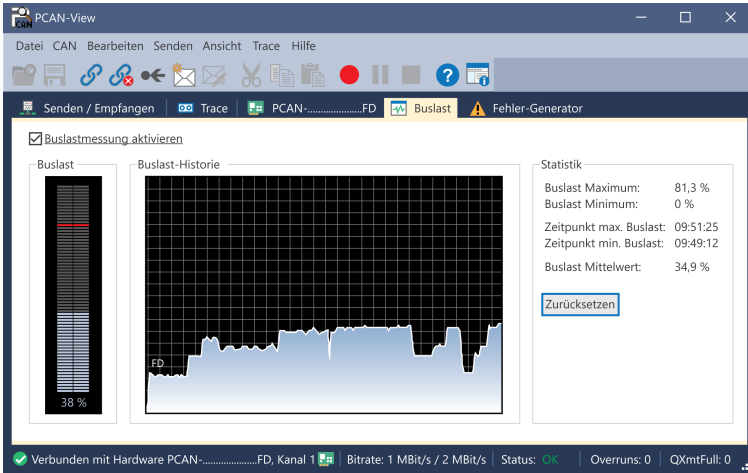 PCAN-View
Datei CAN Bearbeiten Senden Ansicht Trace Hilfe
Senden / Empfangen Trace PCAN-......................FD Buslast Fehler-Generator
Buslastmessung aktivieren
Buslast
38 %
Buslast-Historie
FD
Statistik
Buslast Maximum: 81,3 %
Buslast Minimum: 0 %
Zeitpunkt max. Buslast: 09:51:25
Zeitpunkt min. Buslast: 09:49:12
Buslast Mittelwert: 34,9 %
Zurücksetzen
Verbunden mit Hardware PCAN-......................FD, Kanal 1 Bitrate: 1 MBit/s / 2 MBit/s Status: OK Overruns: 0 QXmtFull: 0